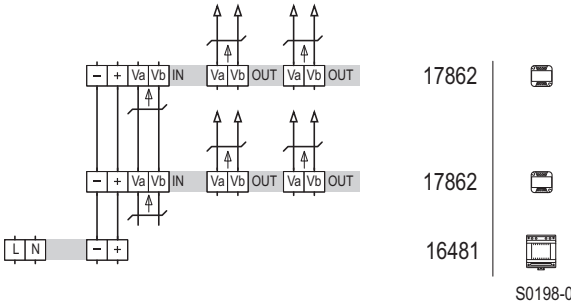 − + Va Vb IN Va Vb OUT Va Vb OUT 17862
− + Va Vb IN Va Vb OUT Va Vb OUT 17862
L N − + 16481
S0198-0